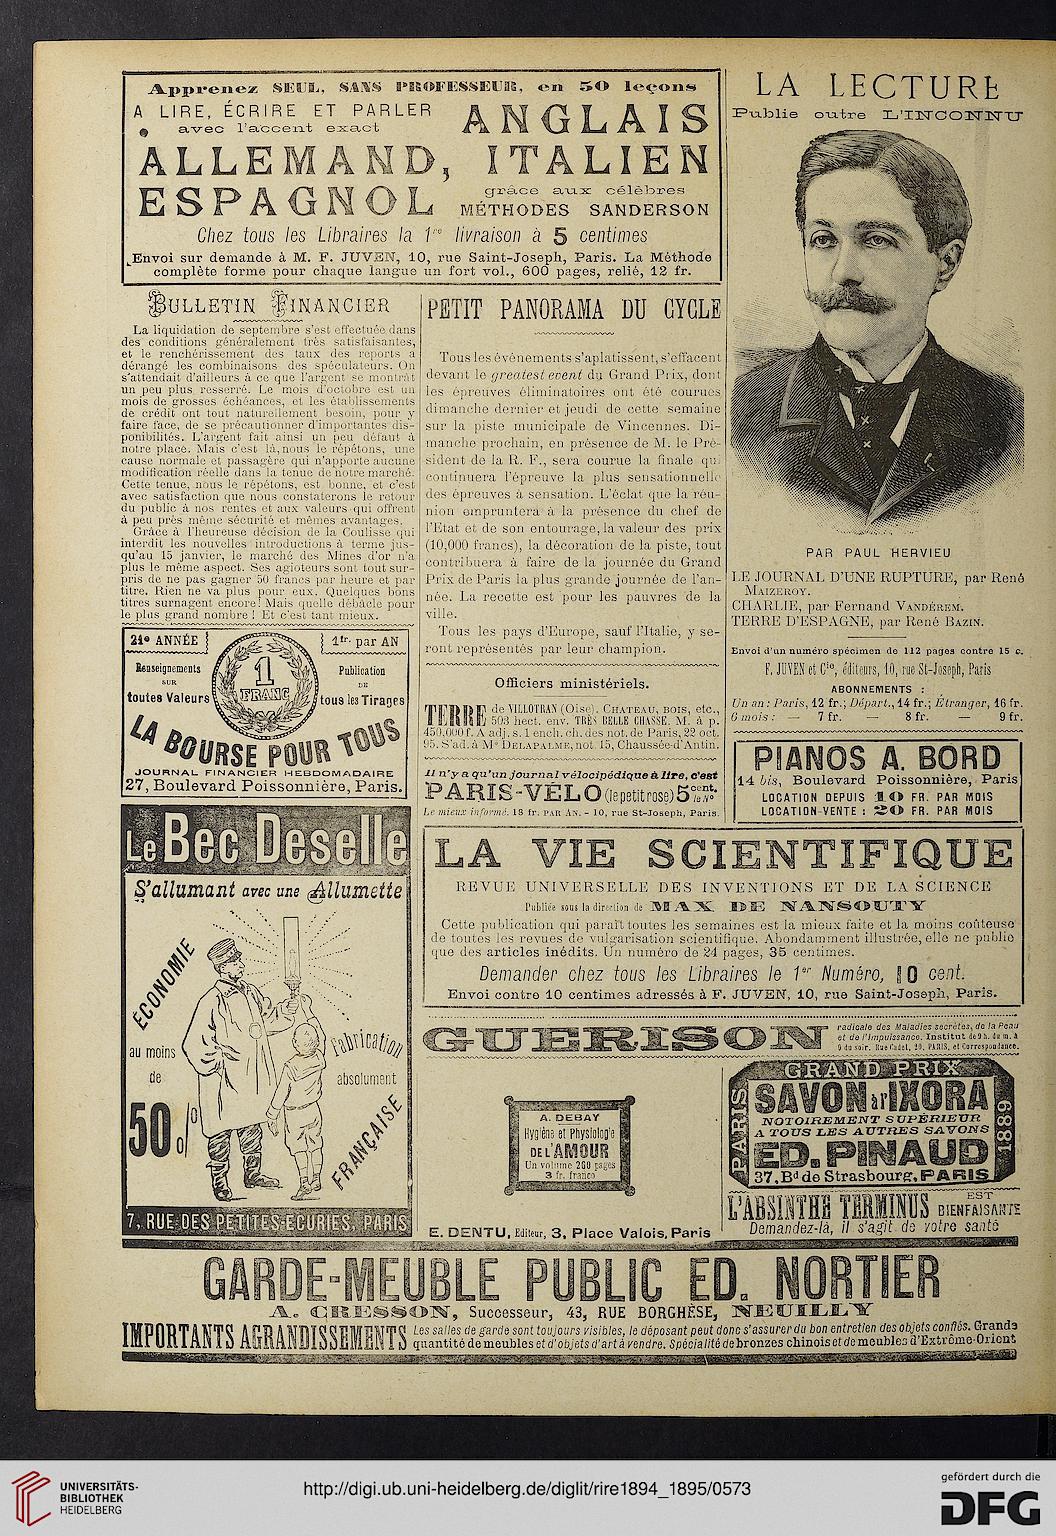 Apprenez SEUL, SANS PROFESSEUR, en 50 leçons
A LIRE, ÉCRIRE ET PARLER
avec l'accent exact
ANGLAIS
ALLEMAND, ITALIEN
ESPAGNOL
grâce aux célèbres
MÉTHODES SANDERSON
Chez tous les Libraires la 1re livraison à 5 centimes
Envoi sur demande à M. F. JUVEN, 10, rue Saint-Joseph, Paris. La Méthode
complète forme pour chaque langue un fort vol., 600 pages, relié, 12 fr.
BULLETIN FINANCIER
La liquidation de septembre s'est effectuée dans
des conditions généralement très satisfaisantes,
et le renchérissement des taux des reports a
dérangé les combinaisons des spéculateurs. On
s'attendait d'ailleurs à ce que l'argent se montrât
un peu plus resserré. Le mois d'octobre est un
mois de grosses échéances, et les établissements
de crédit ont tout naturellement besoin, pour y
faire face, de se précautionner d'importantes dis-
ponibilités. L'argent fait ainsi un peu défaut à
notre place. Mais c'est là, nous le répétons, une
cause normale et passagère qui n'apporte aucune
modification réelle dans la tenue de notre marché.
Cette tenue, nous le répétons, est bonne, et c'est
avec satisfaction que nous constaterons le retour
du public à nos rentes et aux valeurs qui offrent
à peu près même sécurité et mêmes avantages.
Grâce à l'heureuse décision de la Coulisse qui
interdit les nouvelles introductions à terme jus-
qu'au 15 janvier, le marché des Mines d'or n'a
plus le même aspect. Ses agioteurs sont tout sur-
pris de ne pas gagner 50 francs par heure et par
titre. Rien ne va plus pour eux. Quelques bons
titres surnagent encore! Mais quelle débâcle pour
le plus grand nombre! Et c'est tant mieux.
21e ANNÉE
1 fr. par AN
Renseignements
SUR
toutes Valeurs
1
FRANC
Publication
DE
tous les Tirages
LA BOURSE POUR TOUS
JOURNAL FINANCIER HEBDOMADAIRE
27, Boulevard Poissonnière, Paris.
Le Bec Deselle
S'allumant avec une Allumette
ÉCONOMIE
au moins
de
50 %
Fabrication
absolument
FRANÇAISE
7, RUE DES PETITES-ÉCURIES, PARIS
PETIT PANORAMA DU CYCLE
Tous les événements s'aplatissent, s'effacent
devant le greatest event du Grand Prix, dont
les épreuves éliminatoires ont été courues
dimanche dernier et jeudi de cette semaine
sur la piste municipale de Vincennes. Di-
manche prochain, en présence de M. le Pré-
sident de la R. F., sera courue la finale qui
continuera l'épreuve la plus sensationnelle
des épreuves à sensation. L'éclat que la réu-
nion empruntera à la présence du chef de
l'Etat et de son entourage, la valeur des prix
(10,000 francs), la décoration de la piste, tout
contribuera à faire de la journée du Grand
Prix de Paris la plus grande journée de l'an-
née. La recette est pour les pauvres de la
ville.
Tous les pays d'Europe, sauf l'Italie, y se-
ront représentés par leur champion.
Officiers ministériels.
TERRE de VILLOTRAN (Oise). CHATEAU, BOIS, etc.,
503 hect. env. TRÈS BELLE CHASSE. M. à p.
450,000 f. A adj. s. 1 ench. ch. des not. de Paris, 22 oct.
95. S'ad. à Me DELAPALME, not. 15, Chaussée-d'Antin.
Il n'y a qu'un journal vélocipédique à lire, c'est
PARIS-VÉLO (le petit rose) 5 cent. le No
Le mieux informé. 18 fr. PAR AN. - 10, rue St-Joseph, Paris
LA LECTURE
Publie outre L'INCONNU
PAR PAUL HERVIEU
LE JOURNAL D'UNE RUPTURE, par René
MAIZEROY.
CHARLIE, par Fernand VANDÉREM.
TERRE D'ESPAGNE, par René BAZIN.
Envoi d'un numéro spécimen de 112 pages contre 15 c.
F. JUVEN et Cie, éditeurs, 10, rue St-Joseph, Paris
ABONNEMENTS :
Un an : Paris, 12 fr.; Départ., 14 fr.; Étranger, 16 fr.
6 mois : — 7 fr. — 8 fr. — 9 fr.
PIANOS A. BORD
14 bis, Boulevard Poissonnière, Paris
LOCATION DEPUIS 10 FR. PAR MOIS
LOCATION-VENTE : 20 FR. PAR MOIS
LA VIE SCIENTIFIQUE
REVUE UNIVERSELLE DES INVENTIONS ET DE LA SCIENCE
Publiée sous la direction de MAX DE NANSOUTY
Cette publication qui paraît toutes les semaines est la mieux faite et la moins coûteuse
de toutes les revues de vulgarisation scientifique. Abondamment illustrée, elle ne publie
que des articles inédits. Un numéro de 24 pages, 35 centimes.
Demander chez tous les Libraires le 1er Numéro, 10 cent.
Envoi contre 10 centimes adressés à F. JUVEN, 10, rue Saint-Joseph, Paris.
GUERISON
radicale des Maladies secrètes, de la Peau
et de l'Impuissance. Institut de 9 h. du m. à
9 du soir. Rue Cadet, 19, PARIS, et Correspondance.
A. DEBAY
Hygiène et Physiologie
DE L'AMOUR
Un volume 260 pages
3 fr. franco
E. DENTU, Editeur, 3, Place Valois, Paris
GRAND PRIX
PARIS
1889
SAVON à l'IXORA
NOTOIREMENT SUPÉRIEUR
A TOUS LES AUTRES SAVONS
ED. PINAUD
37, Bd de Strasbourg, PARIS
L'ABSINTHE TERMINUS EST BIENFAISANTE
Demandez-là, il s'agit de votre santé
GARDE-MEUBLE PUBLIC ED. NORTIER
A. CRESSON, Successeur, 43, RUE BORGHÈSE, NEUILLY
IMPORTANTS AGRANDISSEMENTS
Les salles de garde sont toujours visibles, le déposant peut donc s'assurer du bon entretien des objets confiés. Grande
quantité de meubles et d'objets d'art à vendre. Spécialité de bronzes chinois et de meubles d'Extrême-Orient
UNIVERSITÄTS-
BIBLIOTHEK
HEIDELBERG
http://digi.ub.uni-heidelberg.de/diglit/rire1894_1895/0573
gefördert durch die
DFG